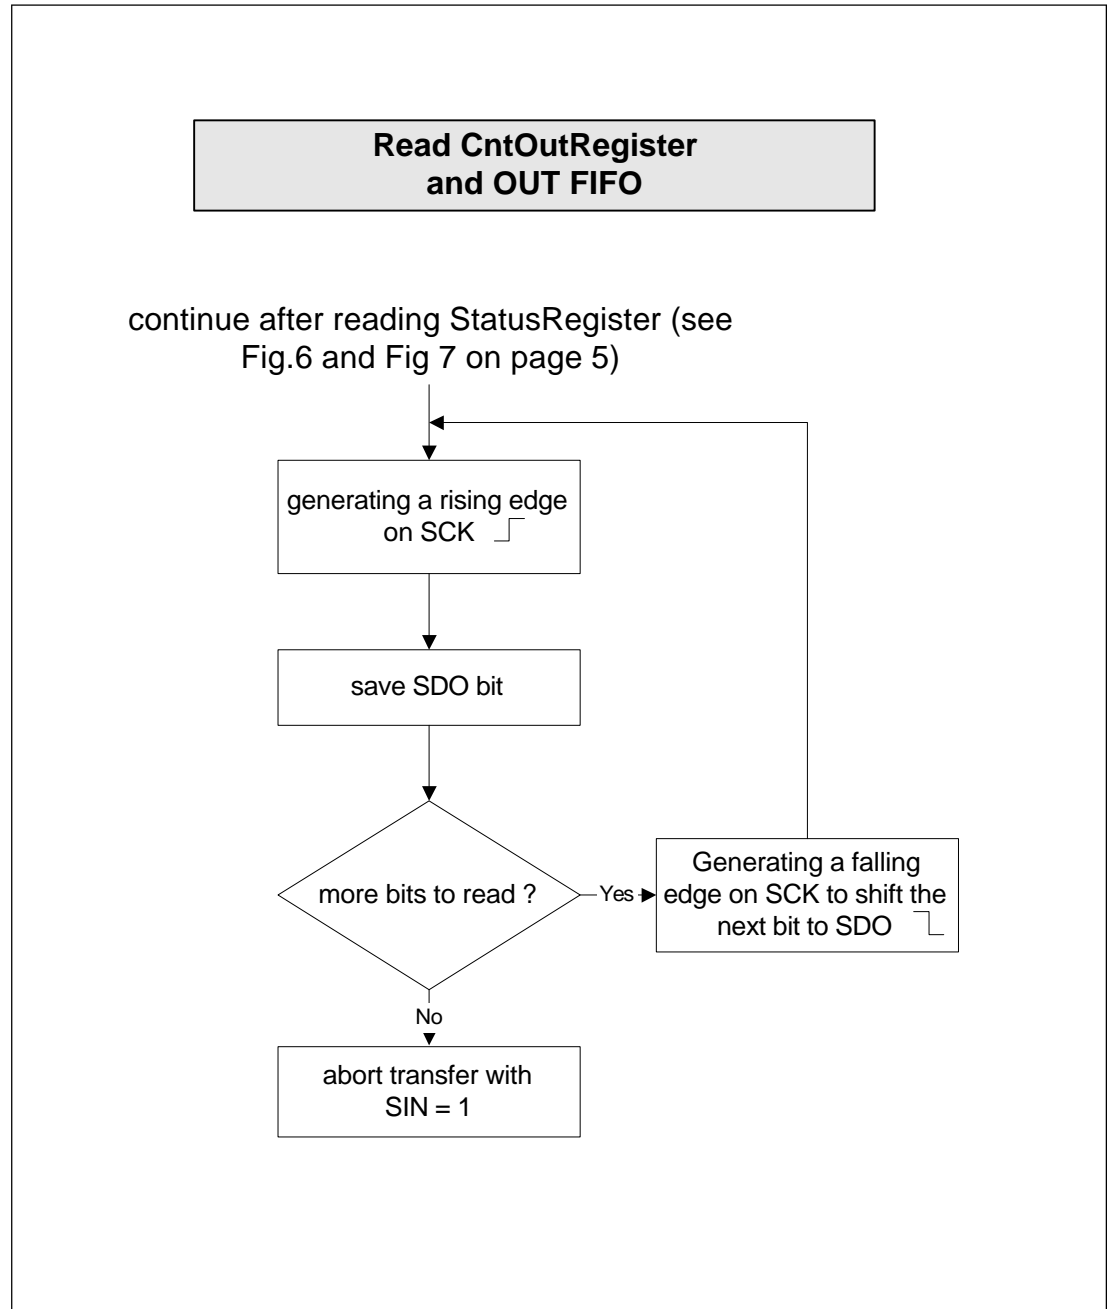 Read CntOutRegister
and OUT FIFO
continue after reading StatusRegister (see
Fig.6 and Fig 7 on page 5)
generating a rising edge
on SCK
save SDO bit
more bits to read ?
Yes
Generating a falling
edge on SCK to shift the
next bit to SDO
No
abort transfer with
SIN = 1